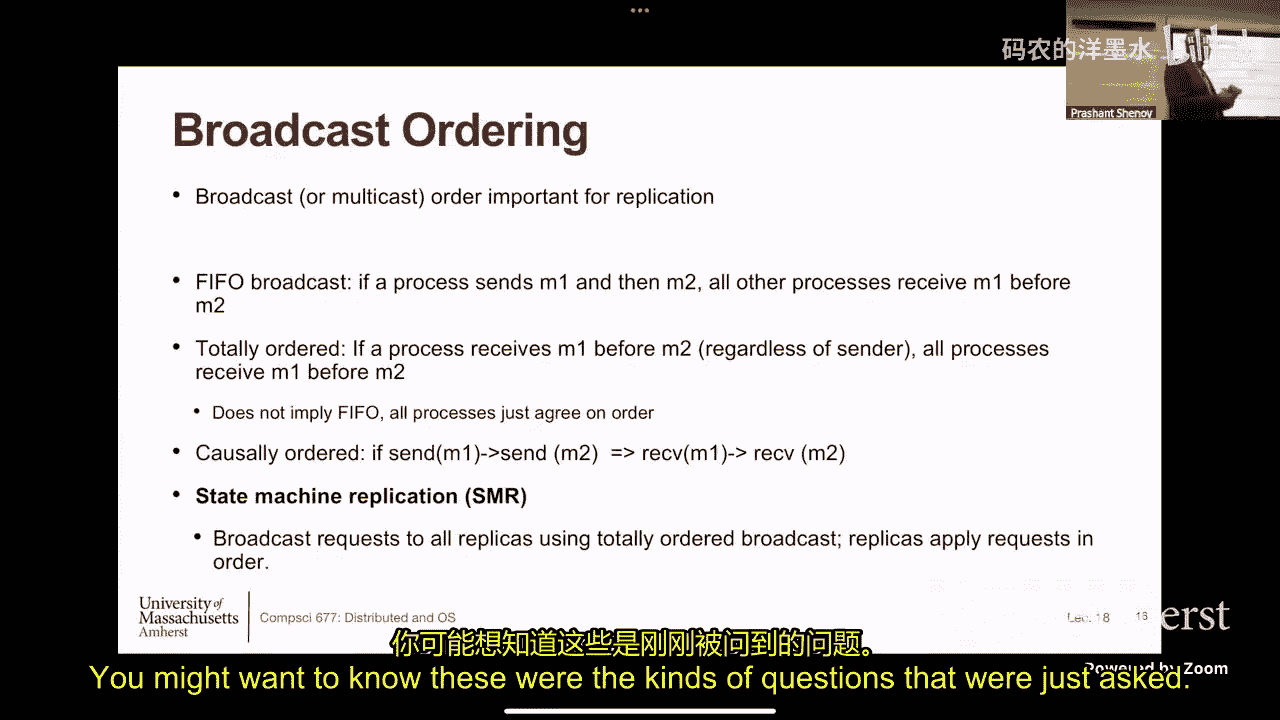 码农的洋墨水
Prashant Shenoy
Broadcast Ordering
• Broadcast (or multicast) order important for replication
• FIFO broadcast: if a process sends m1 and then m2, all other processes receive m1 before
m2
• Totally ordered: If a process receives m1 before m2 (regardless of sender), all processes
receive m1 before m2
• Does not imply FIFO, all processes just agree on order
• Causally ordered: if send(m1)->send (m2) => recv(m1)-> recv (m2)
• State machine replication (SMR)
• Broadcast requests to all replicas using totally ordered broadcast; replicas apply requests in
order.
University of
Massachusetts
Amherst
Compsci 677: Distributed and OS
Lec. 18
16
erst
你可能想知道这些是刚刚被问到的问题。
Powered by Zoom
You might want to know these were the kinds of questions that were just asked.